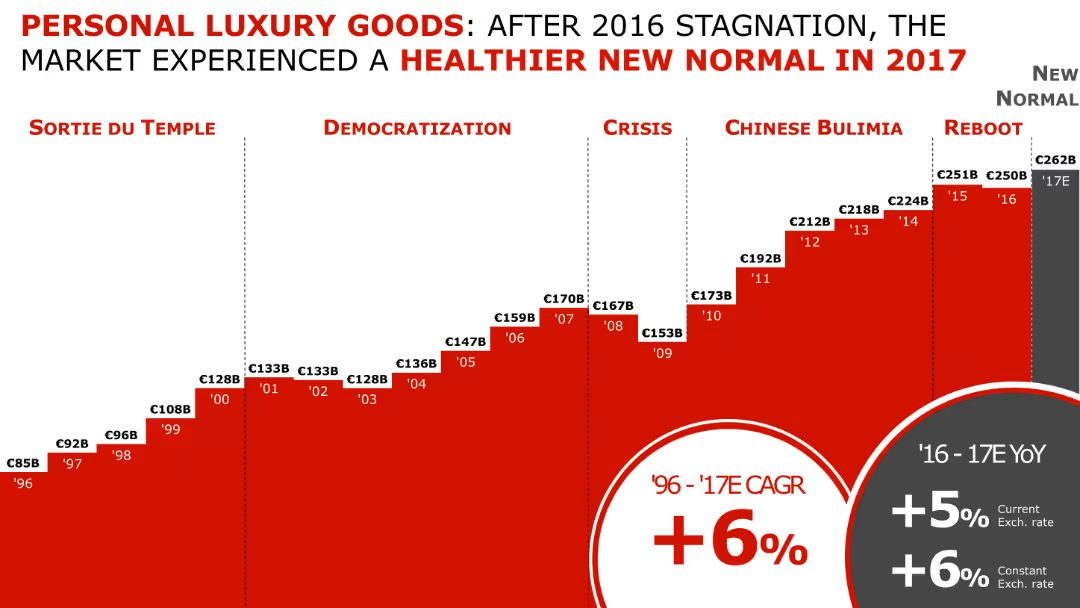 PERSONAL LUXURY GOODS: AFTER 2016 STAGNATION, THE
MARKET EXPERIENCED A HEALTHIER NEW NORMAL IN 2017
NEW
NORMAL
SORTIE DU TEMPLE
DEMOCRATIZATION
CRISIS
CHINESE BULIMIA
REBOOT
€85B
'96
€92B
'97
€96B
'98
€108B
'99
€128B
'00
€133B
'01
€133B
'02
€128B
'03
€136B
'04
€147B
'05
€159B
'06
€170B
'07
€167B
'08
€153B
'09
€173B
'10
€192B
'11
€212B
'12
€218B
'13
€224B
'14
€251B
'15
€250B
'16
€262B
'17E
'96 - '17E CAGR
+6%
'16 - 17E YoY
+5% Current
Exch. rate
+6% Constant
Exch. rate